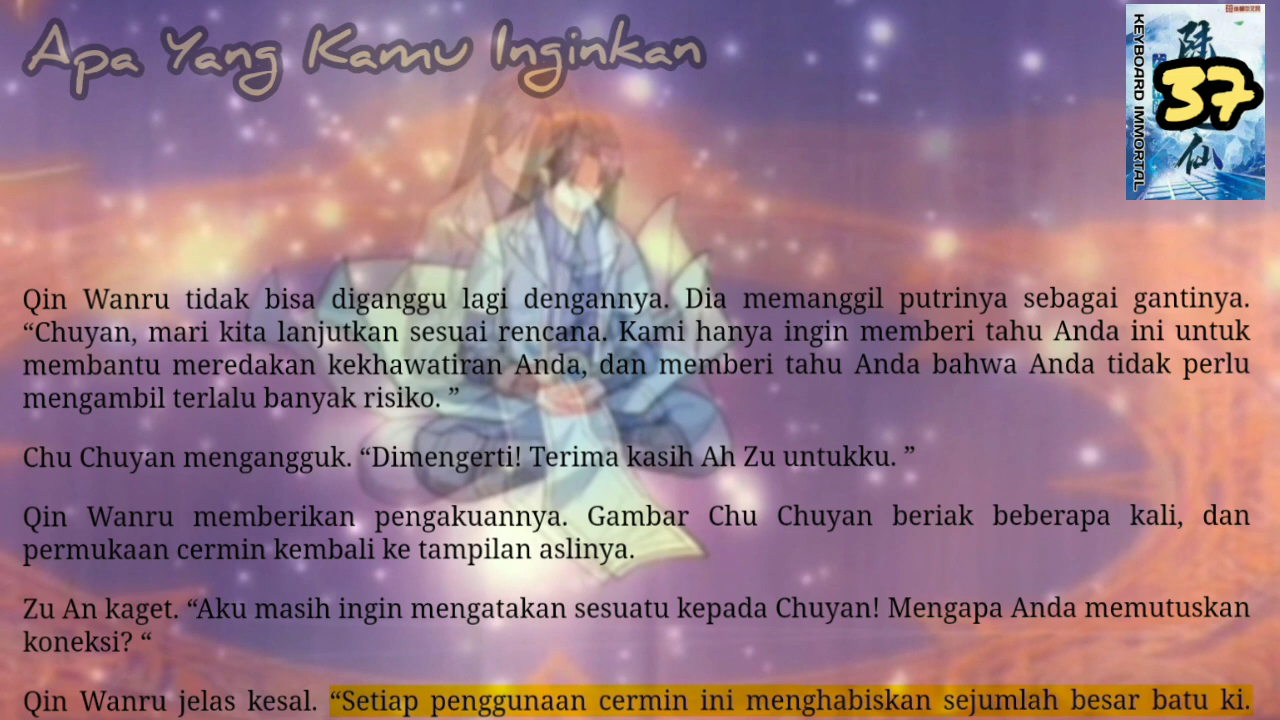 Apa Yang Kamu Inginkan
KEYBOARD IMMORTAL
37
仙
Qin Wanru tidak bisa diganggu lagi dengannya. Dia memanggil putrinya sebagai gantinya.
“Chuyan, mari kita lanjutkan sesuai rencana. Kami hanya ingin memberi tahu Anda ini untuk
membantu meredakan kekhawatiran Anda, dan memberi tahu Anda bahwa Anda tidak perlu
mengambil terlalu banyak risiko. ”
Chu Chuyan mengangguk. “Dimengerti! Terima kasih Ah Zu untukku. ”
Qin Wanru memberikan pengakuannya. Gambar Chu Chuyan beriak beberapa kali, dan
permukaan cermin kembali ke tampilan aslinya.
Zu An kaget. “Aku masih ingin mengatakan sesuatu kepada Chuyan! Mengapa Anda memutuskan
koneksi? “
Qin Wanru jelas kesal. “Setiap penggunaan cermin ini menghabiskan sejumlah besar batu ki.